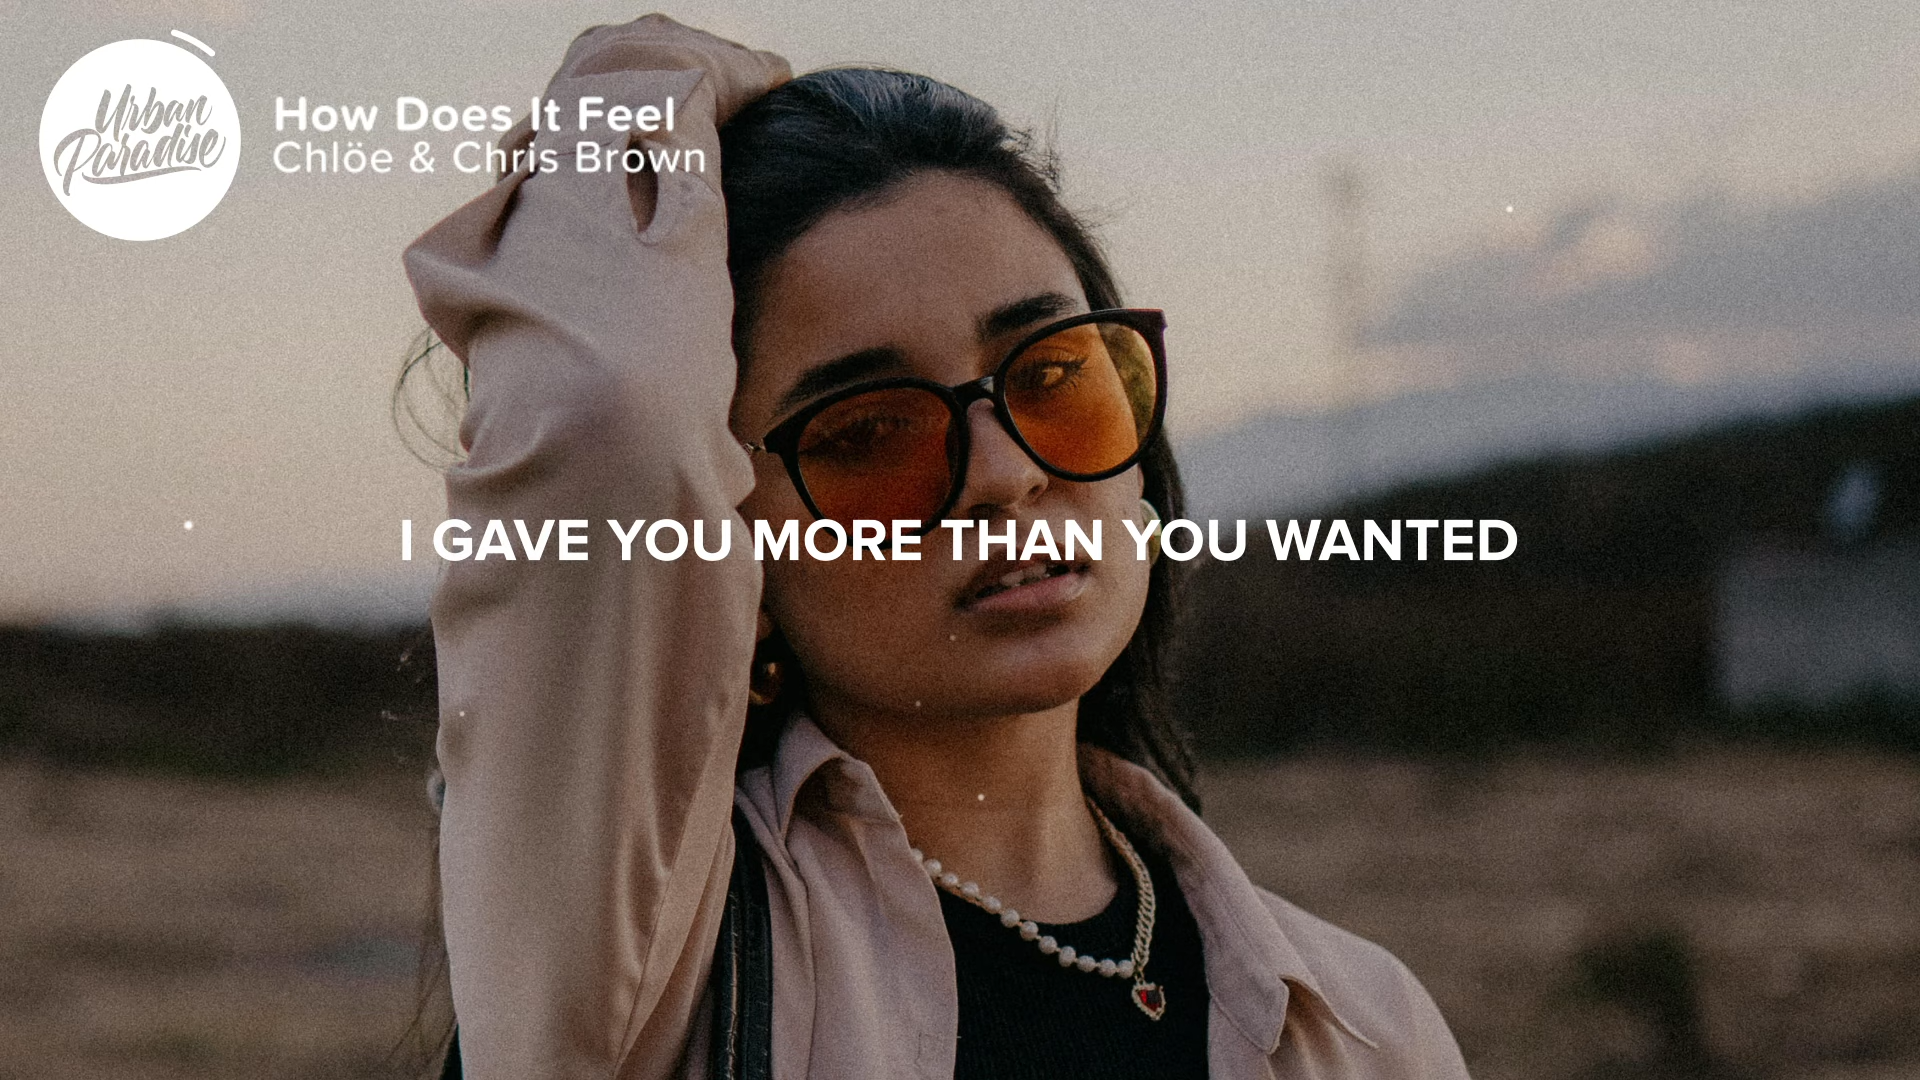 Urban
Paradise
How Does It Feel
Chlöe & Chris Brown
I GAVE YOU MORE THAN YOU WANTED